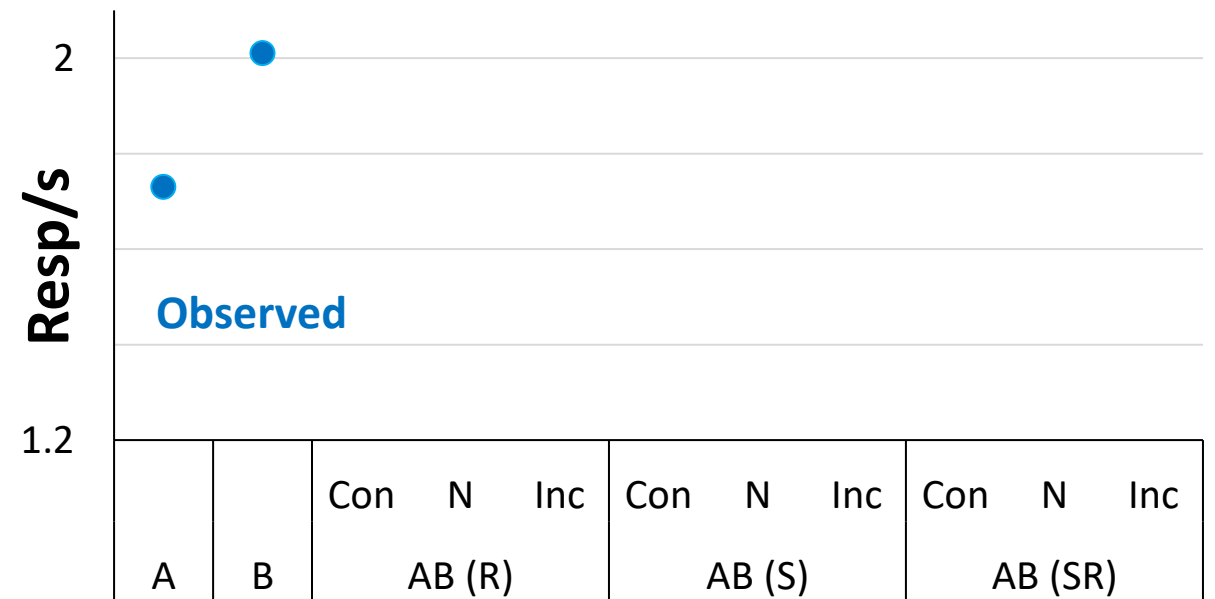 2
Resp/s
Observed
1.2
Con N Inc Con N Inc Con N Inc
A B AB (R) AB (S) AB (SR)